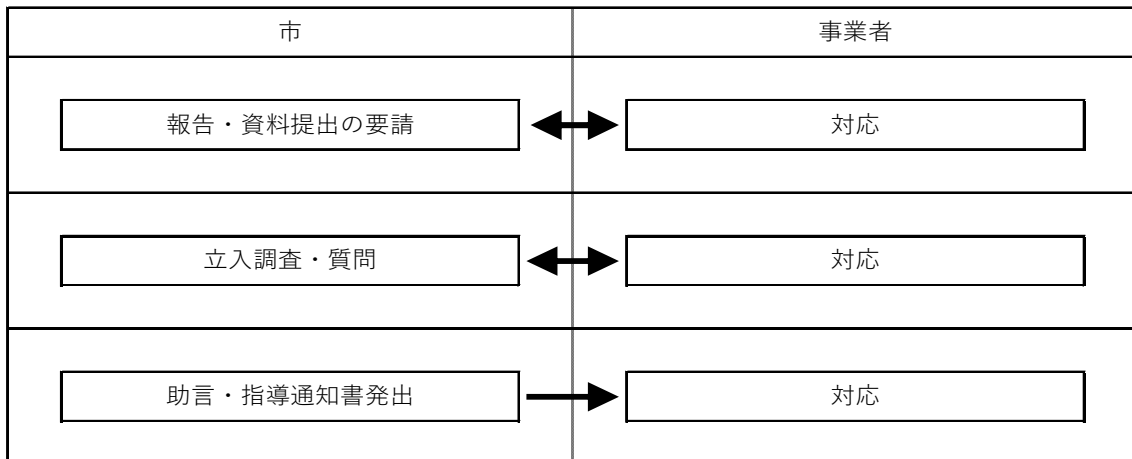 市
事業者
報告・資料提出の要請
対応
立入調査・質問
対応
助言・指導通知書発出
対応